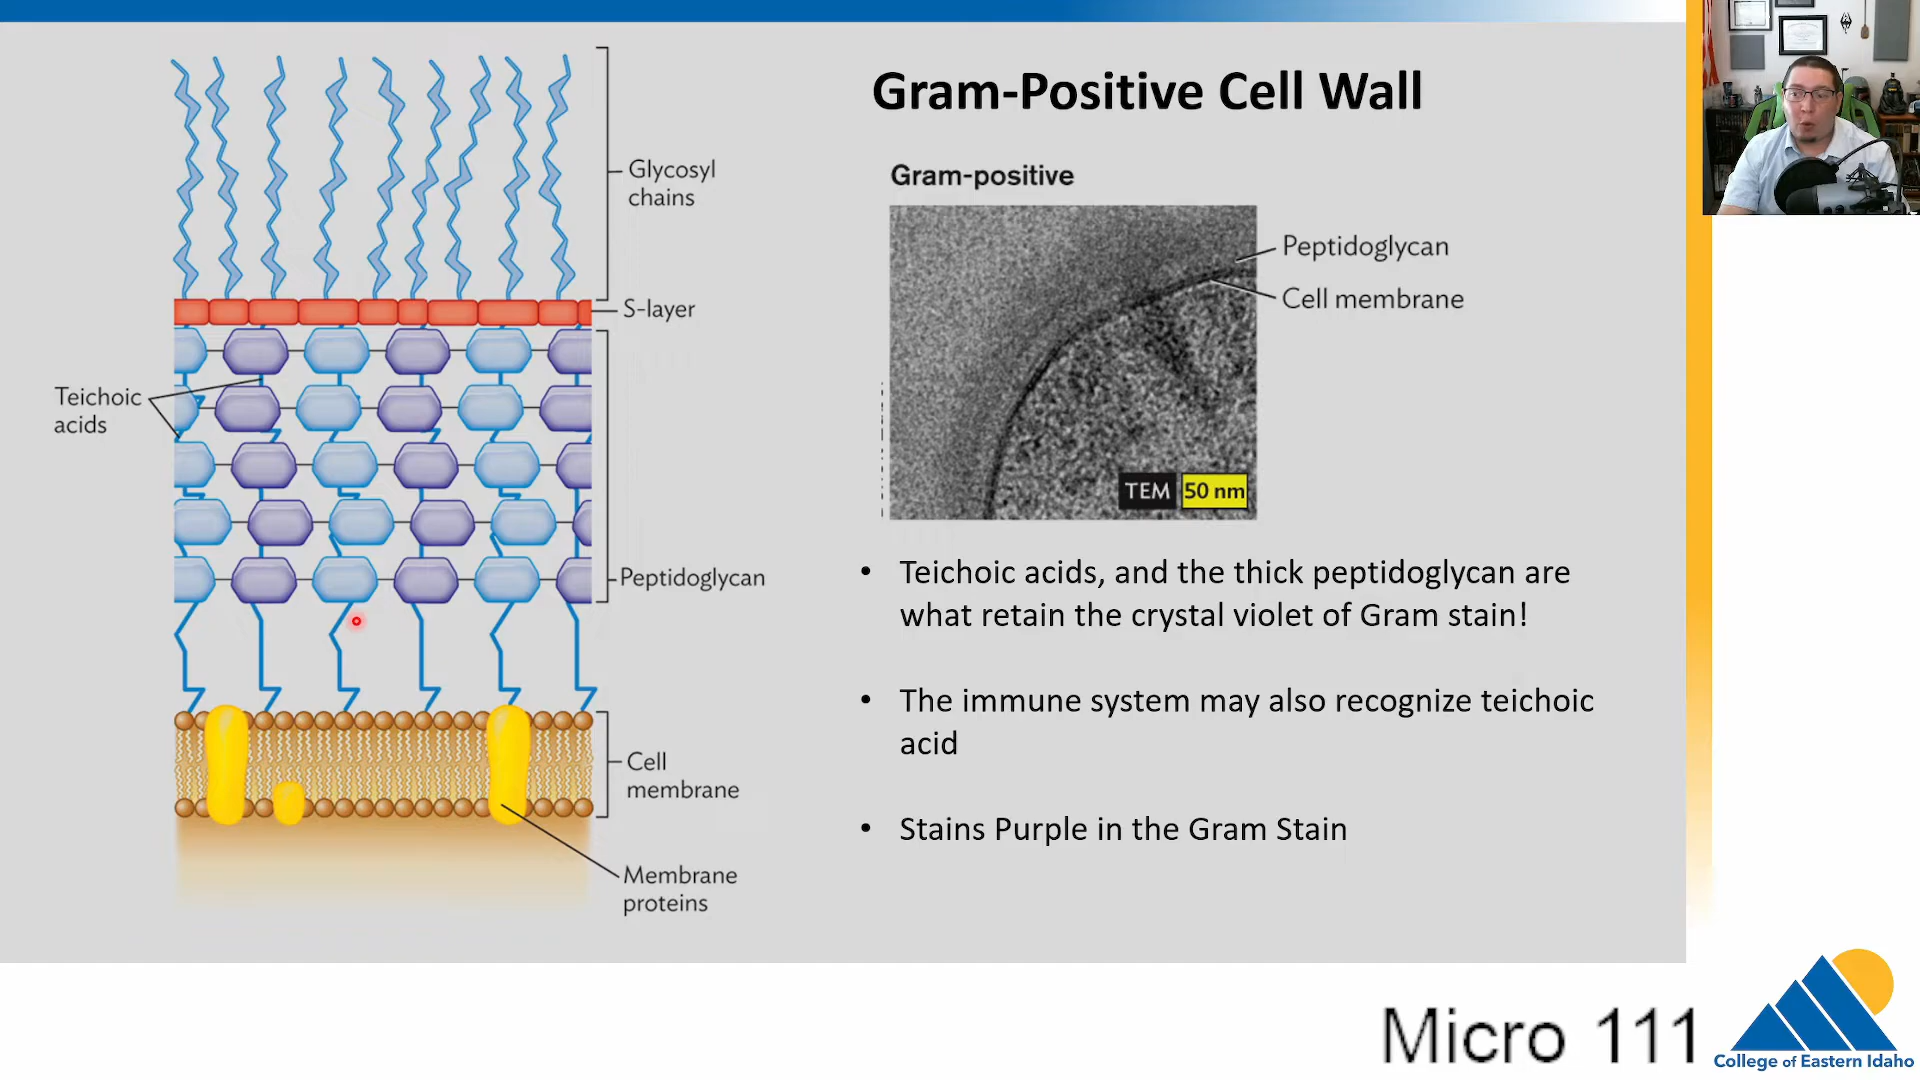 Gram-Positive Cell Wall
Glycosyl
chains
S-layer
Teichoic
acids
Peptidoglycan
Cell
membrane
Membrane
proteins
Gram-positive
Peptidoglycan
Cell membrane
TEM 50 nm
• Teichoic acids, and the thick peptidoglycan are
what retain the crystal violet of Gram stain!
• The immune system may also recognize teichoic
acid
• Stains Purple in the Gram Stain
Micro 111
College of Eastern Idaho